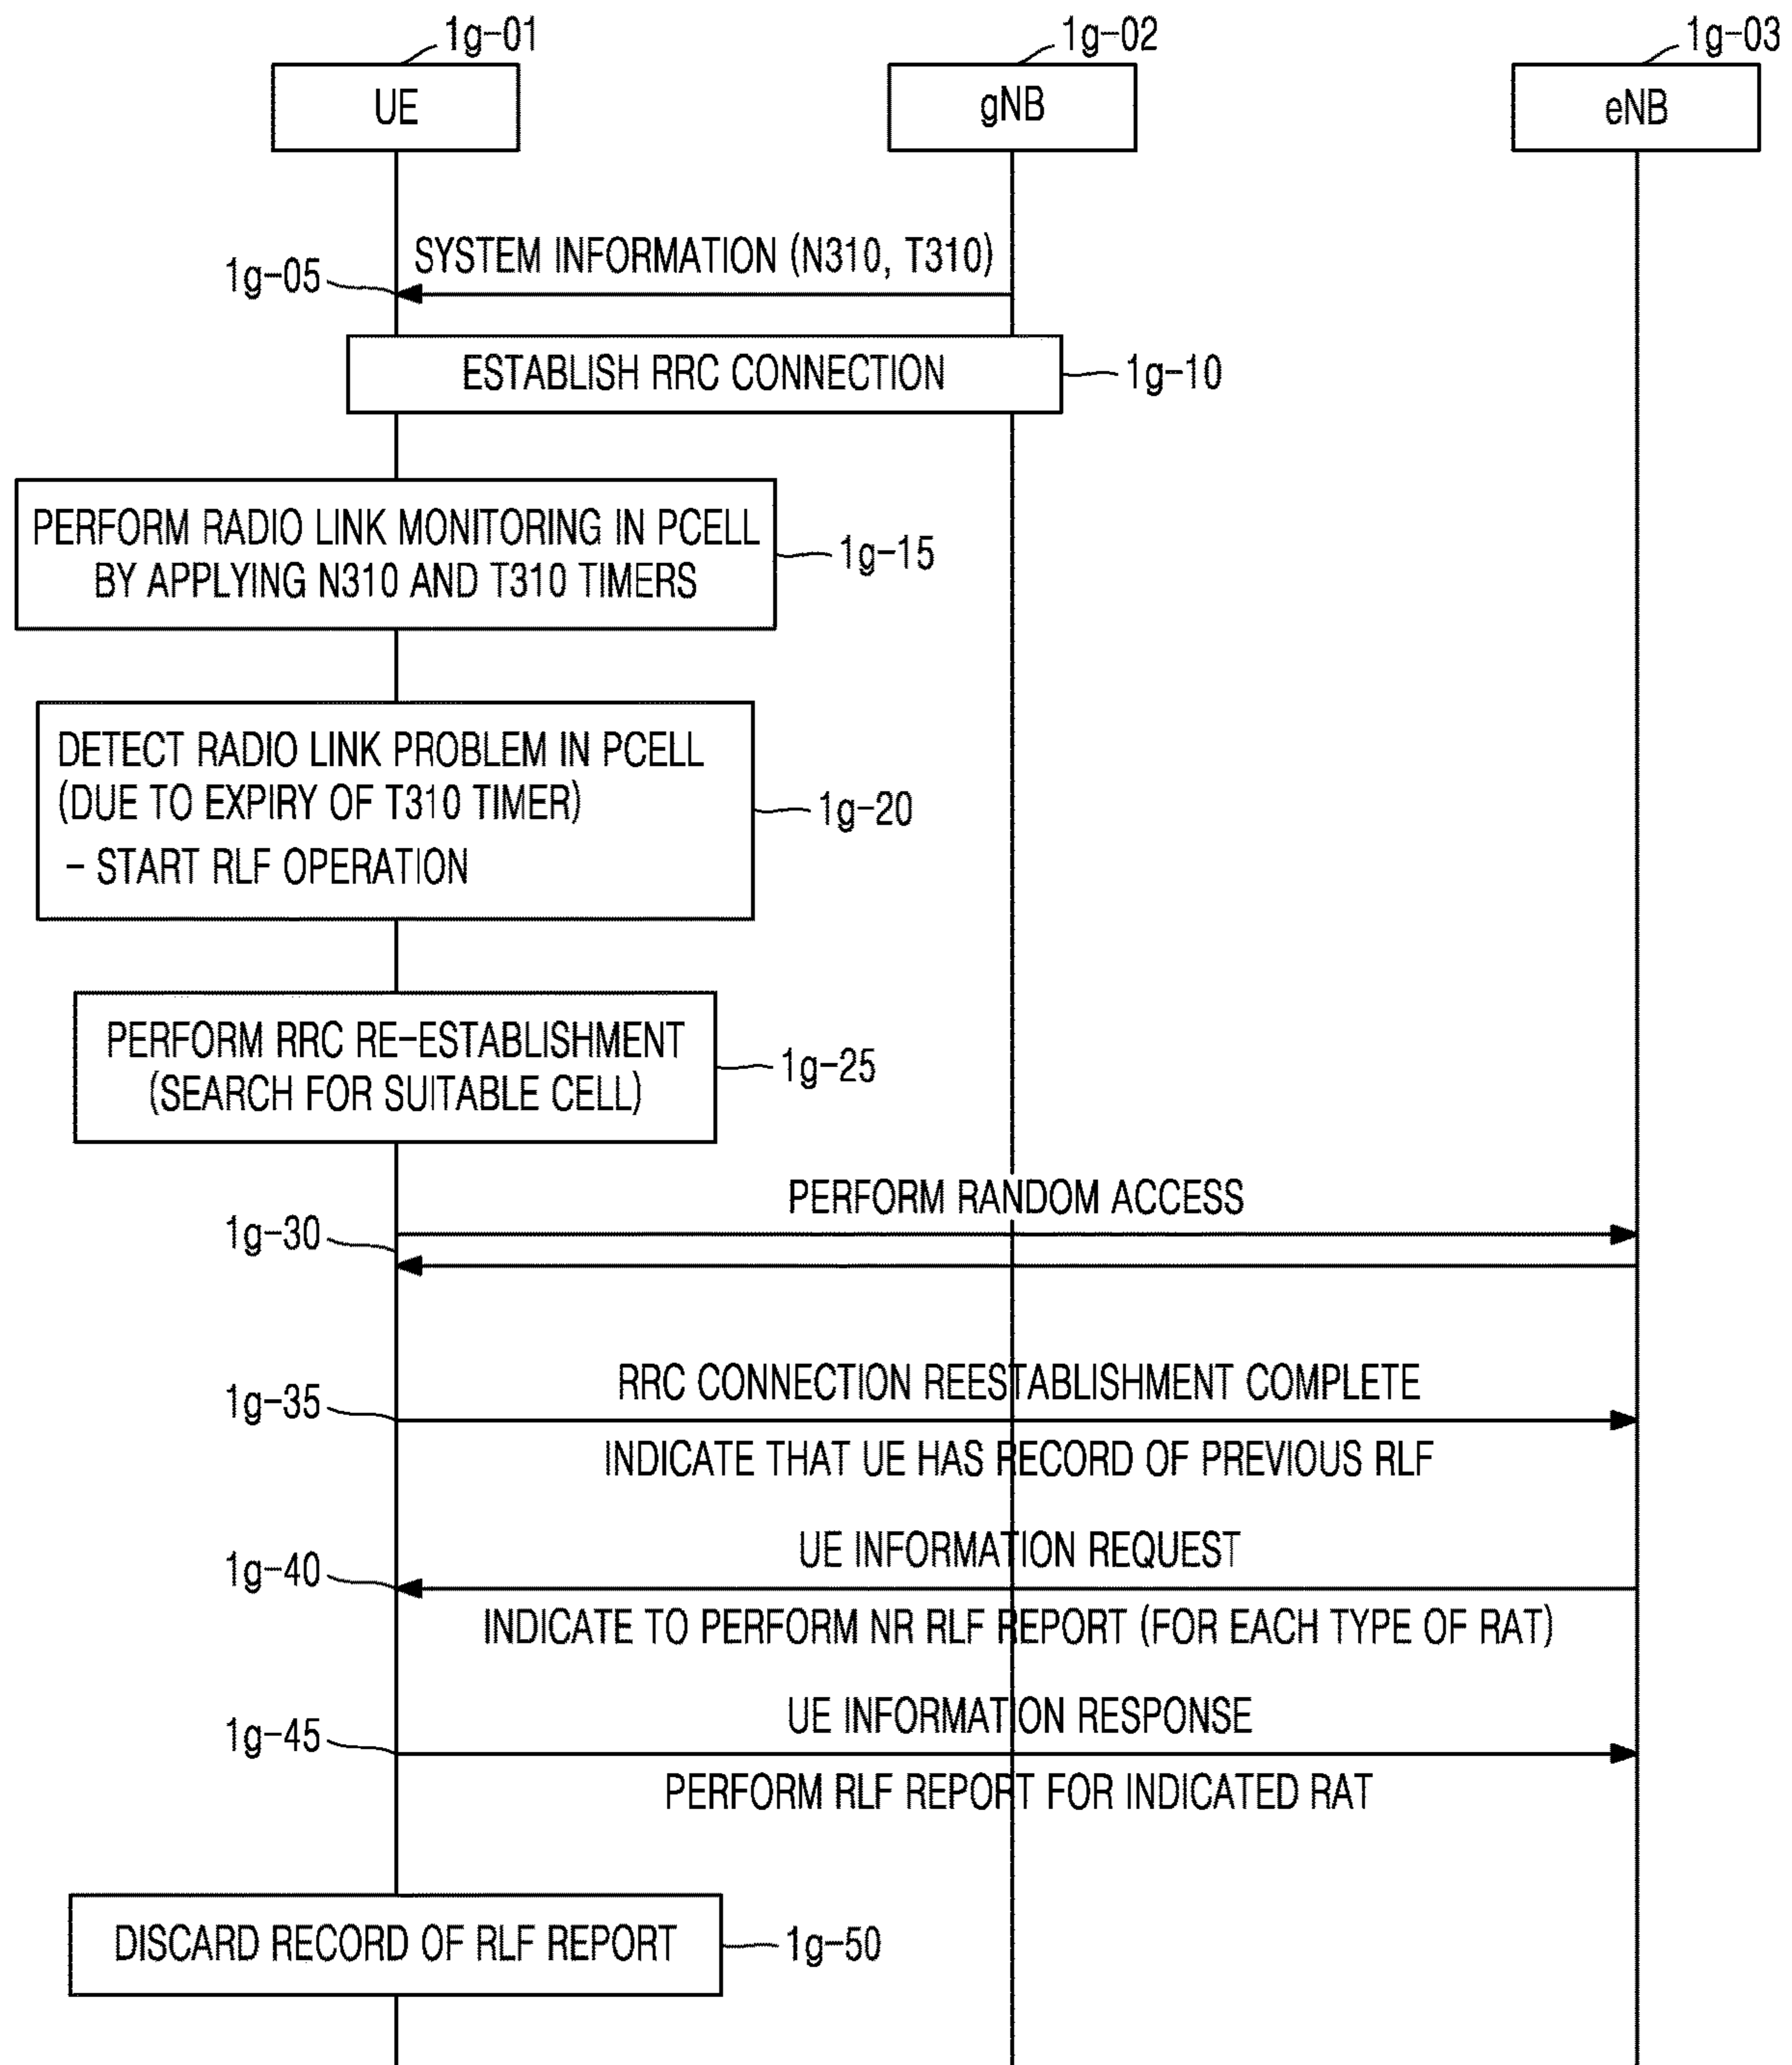 1g-01
1g-02
1g-03
UE
gNB
eNB
SYSTEM INFORMATION (N310, T310)
1g-05
ESTABLISH RRC CONNECTION
1g-10
PERFORM RADIO LINK MONITORING IN PCELL
BY APPLYING N310 AND T310 TIMERS
1g-15
DETECT RADIO LINK PROBLEM IN PCELL
(DUE TO EXPIRY OF T310 TIMER)
- START RLF OPERATION
1g-20
PERFORM RRC RE-ESTABLISHMENT
(SEARCH FOR SUITABLE CELL)
1g-25
PERFORM RANDOM ACCESS
1g-30
RRC CONNECTION REESTABLISHMENT COMPLETE
1g-35
INDICATE THAT UE HAS RECORD OF PREVIOUS RLF
UE INFORMATION REQUEST
1g-40
INDICATE TO PERFORM NR RLF REPORT (FOR EACH TYPE OF RAT)
UE INFORMATION RESPONSE
1g-45
PERFORM RLF REPORT FOR INDICATED RAT
DISCARD RECORD OF RLF REPORT
1g-50